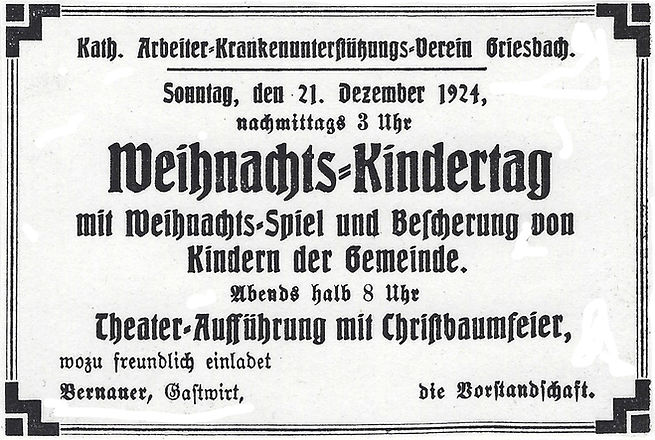 Kath. Arbeiter-Krankenunterstützungs-Verein Griesbach.
Sonntag, den 21. Dezember 1924,
nachmittags 3 Uhr
Weihnachts-Kindertag
mit Weihnachts-Spiel und Bescherung von
Kindern der Gemeinde.
Abends halb 8 Uhr
Theater-Aufführung mit Christbaumfeier,
wozu freundlich einladet
Bernauer, Gastwirt, die Vorstandschaft.